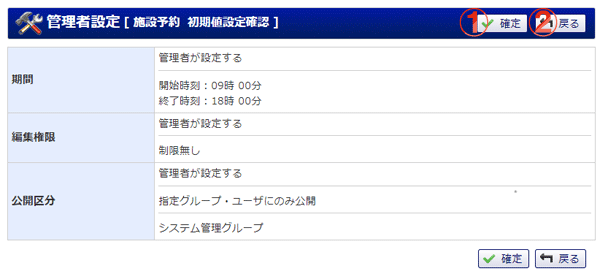 管理者設定 [ 施設予約 初期値設定確認 ] ① 確定 ② 戻る
期間
管理者が設定する
開始時刻：09時 00分
終了時刻：18時 00分
編集権限
管理者が設定する
制限無し
公開区分
管理者が設定する
指定グループ・ユーザにのみ公開
システム管理グループ
確定 戻る